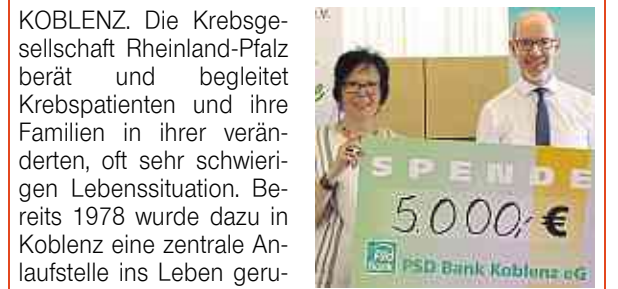 KOBLENZ. Die Krebsge-
sellschaft Rheinland-Pfalz
berät und begleitet
Krebspatienten und ihre
Familien in ihrer verän-
derten, oft sehr schwieri-
gen Lebenssituation. Be-
reits 1978 wurde dazu in
Koblenz eine zentrale An-
laufstelle ins Leben geru-
e.V.
SPENDE
5.000,- €
PSD Bank Koblenz eG